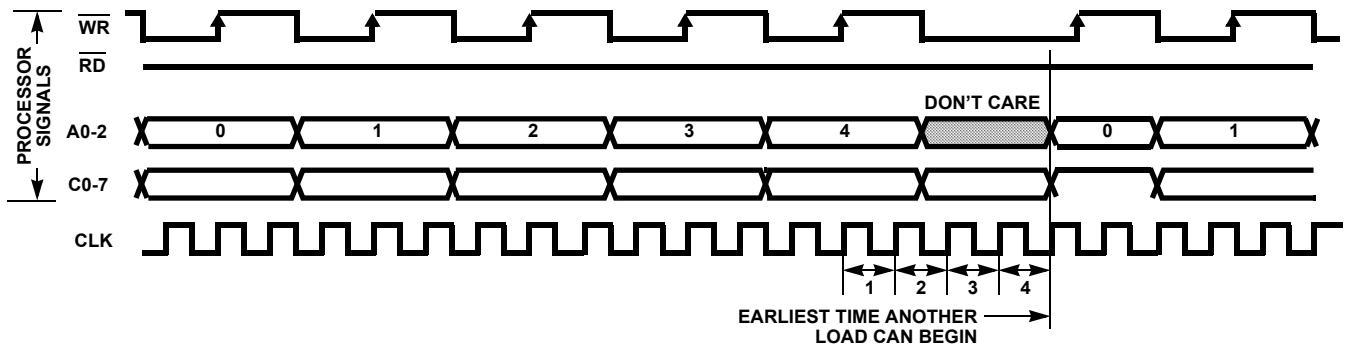 PROCESSOR
SIGNALS
WR
RD
DON'T CARE
A0-2 0 1 2 3 4 0 1
C0-7
CLK
1 2 3 4
EARLIEST TIME ANOTHER
LOAD CAN BEGIN